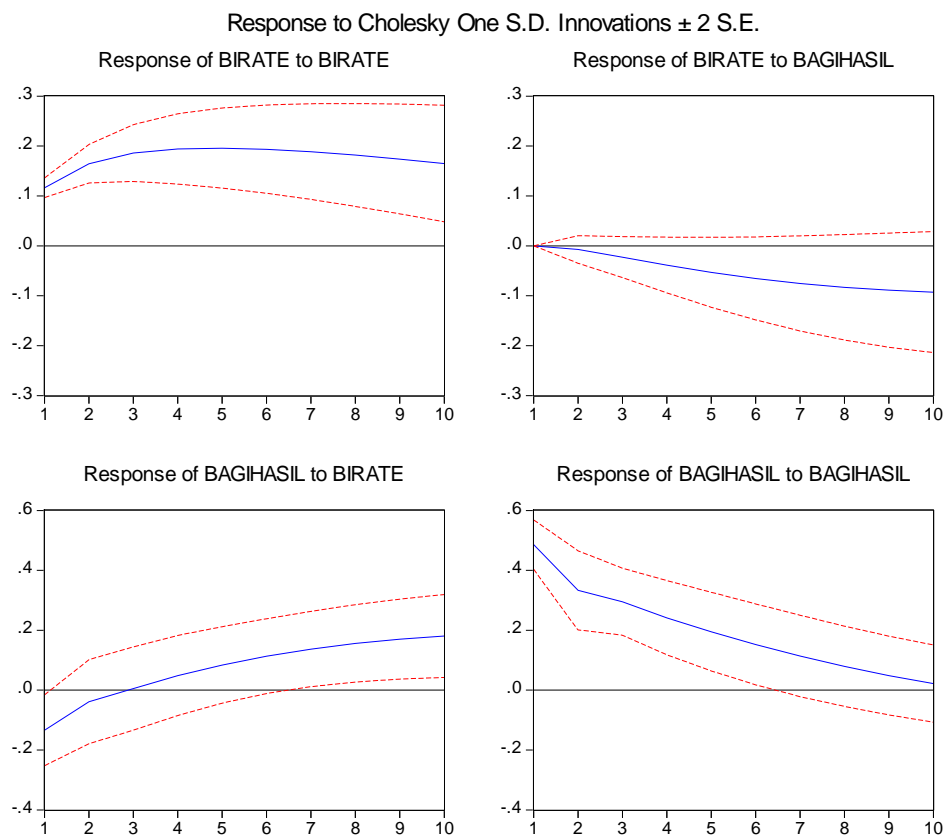 Response to Cholesky One S.D. Innovations ± 2 S.E.
Response of BIRATE to BIRATE
.3
.2
.1
.0
-.1
-.2
-.3
1 2 3 4 5 6 7 8 9 10
Response of BIRATE to BAGIHASIL
.3
.2
.1
.0
-.1
-.2
-.3
1 2 3 4 5 6 7 8 9 10
Response of BAGIHASIL to BIRATE
.6
.4
.2
.0
-.2
-.4
1 2 3 4 5 6 7 8 9 10
Response of BAGIHASIL to BAGIHASIL
.6
.4
.2
.0
-.2
-.4
1 2 3 4 5 6 7 8 9 10